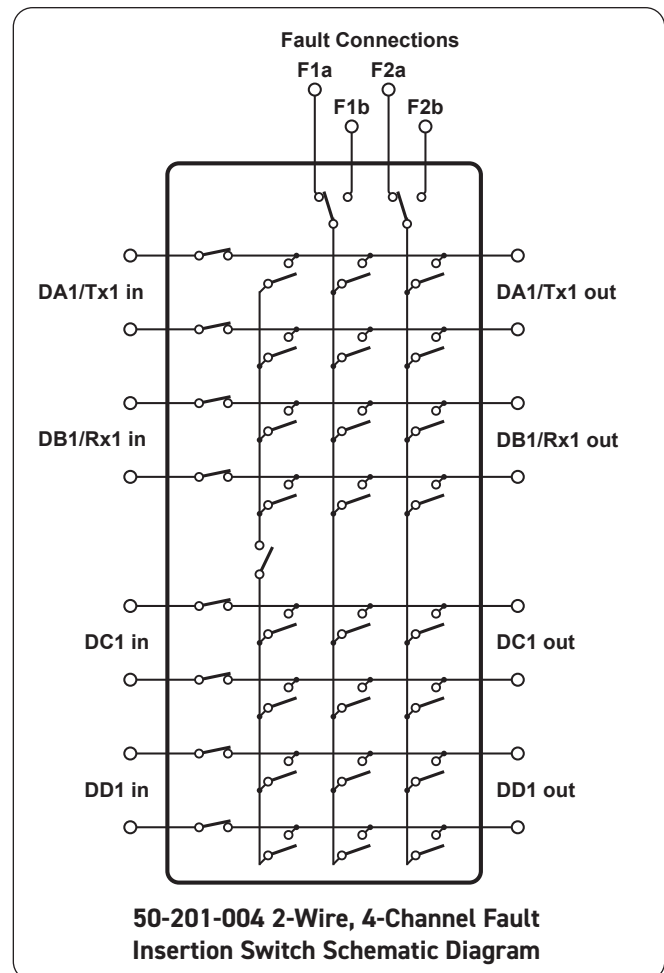 Fault Connections
F1a F2a
F1b F2b
DA1/Tx1 in DA1/Tx1 out
DB1/Rx1 in DB1/Rx1 out
DC1 in DC1 out
DD1 in DD1 out
50-201-004 2-Wire, 4-Channel Fault
Insertion Switch Schematic Diagram